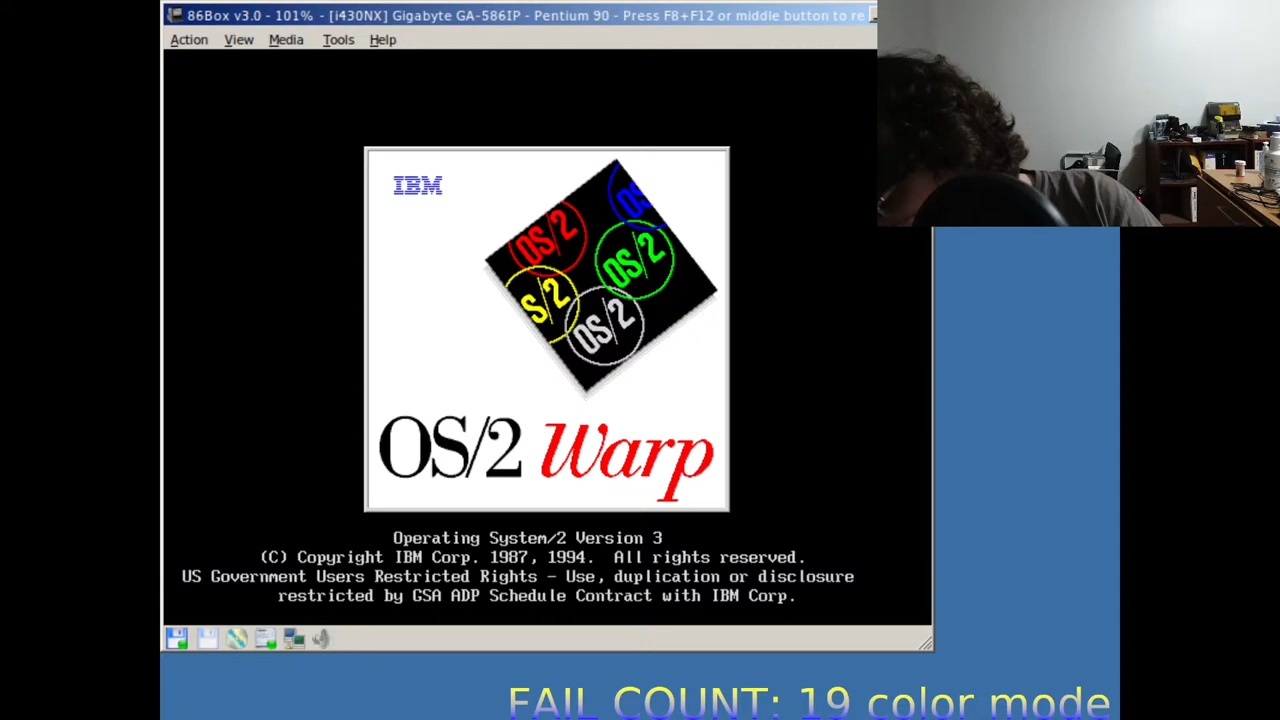 86Box v3.0 - 101% - [i430NX] Gigabyte GA-586IP - Pentium 90 - Press F8+F12 or middle button to re
Action View Media Tools Help
IBM
OS
OS/2
OS/2
S/2
OS/2
OS/2 Warp
Operating System/2 Version 3
(C) Copyright IBM Corp. 1987, 1994. All rights reserved.
US Government Users Restricted Rights - Use, duplication or disclosure
restricted by GSA ADP Schedule Contract with IBM Corp.
FAIL COUNT: 19 color mode